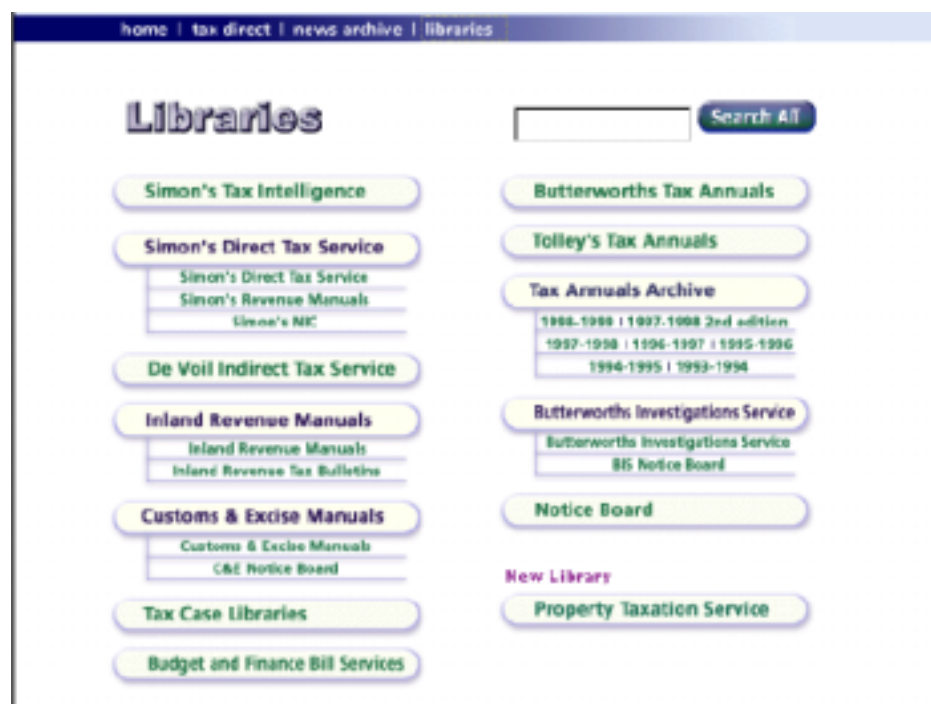 home | tax direct | news archive | libraries
Libraries
Search All
Simon's Tax Intelligence
Simon's Direct Tax Service
Simon's Direct Tax Service
Simon's Revenue Manuals
Simon's NIC
De Voil Indirect Tax Service
Inland Revenue Manuals
Inland Revenue Manuals
Inland Revenue Tax Bulletins
Customs & Excise Manuals
Customs & Excise Manuals
C&E Notice Board
Tax Case Libraries
Budget and Finance Bill Services
Butterworths Tax Annuals
Tolley's Tax Annuals
Tax Annuals Archive
1998-1999 | 1997-1998 2nd edition
1997-1998 | 1996-1997 | 1995-1996
1994-1995 | 1993-1994
Butterworths Investigations Service
Butterworths Investigations Service
BIS Notice Board
Notice Board
New Library
Property Taxation Service